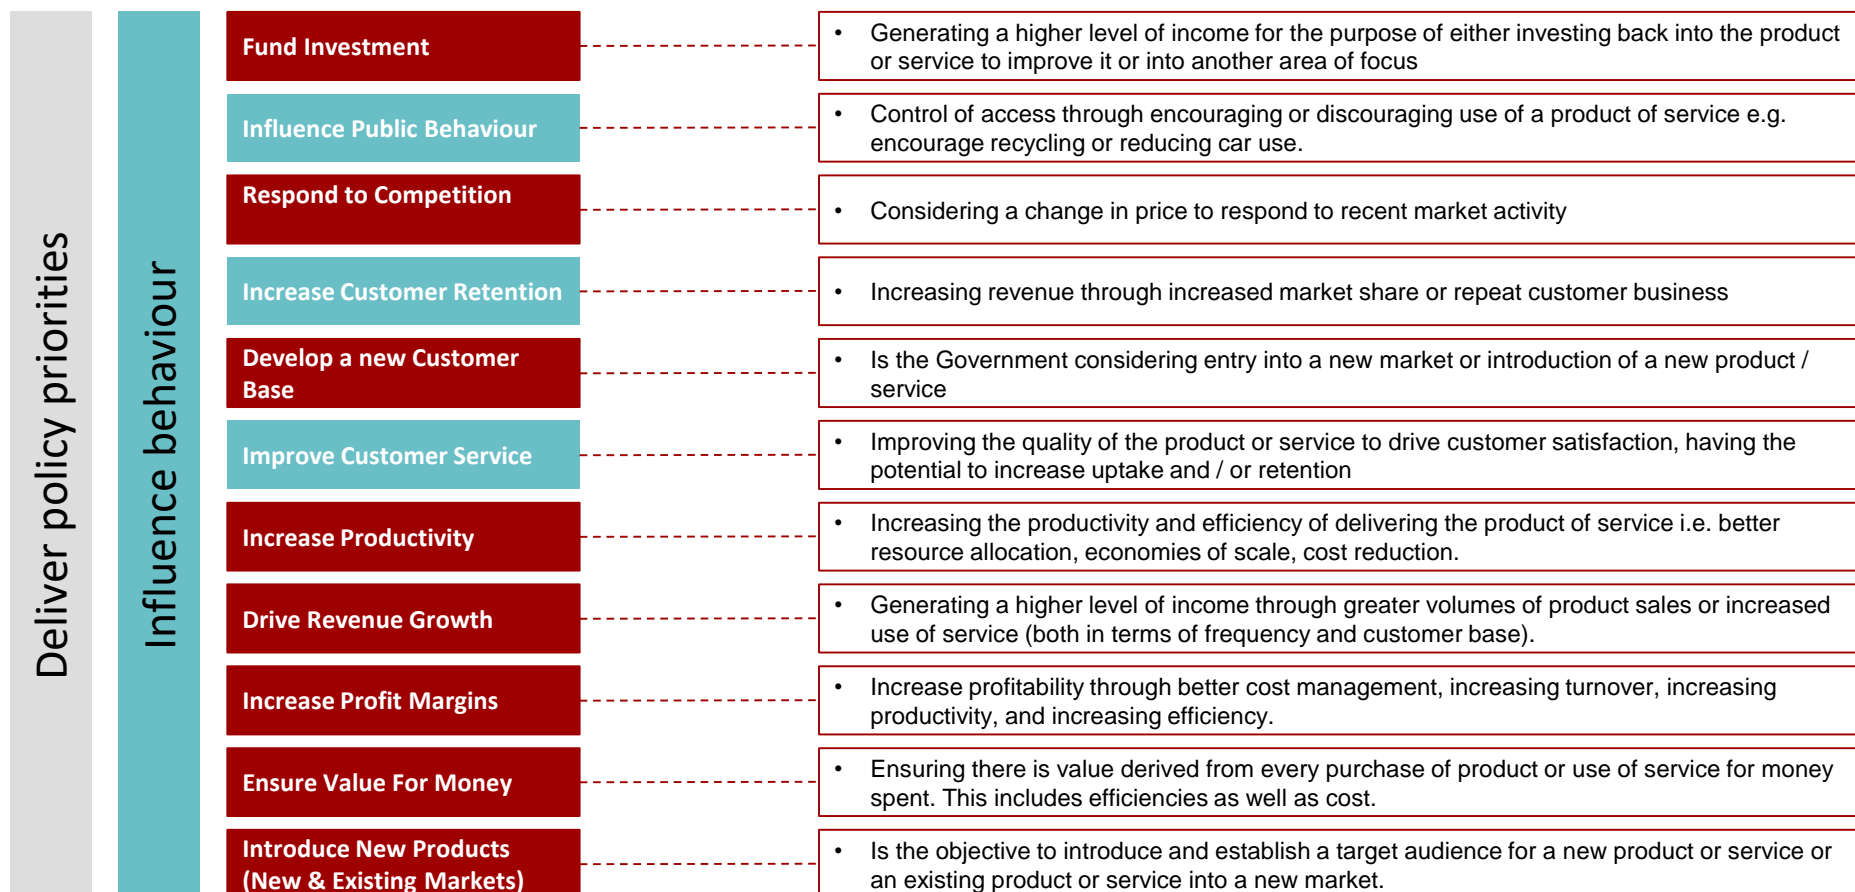 Deliver policy priorities
Influence behaviour
Fund Investment
• Generating a higher level of income for the purpose of either investing back into the product
or service to improve it or into another area of focus
Influence Public Behaviour
• Control of access through encouraging or discouraging use of a product of service e.g.
encourage recycling or reducing car use.
Respond to Competition
• Considering a change in price to respond to recent market activity
Increase Customer Retention
• Increasing revenue through increased market share or repeat customer business
Develop a new Customer
Base
• Is the Government considering entry into a new market or introduction of a new product /
service
Improve Customer Service
• Improving the quality of the product or service to drive customer satisfaction, having the
potential to increase uptake and / or retention
Increase Productivity
• Increasing the productivity and efficiency of delivering the product of service i.e. better
resource allocation, economies of scale, cost reduction.
Drive Revenue Growth
• Generating a higher level of income through greater volumes of product sales or increased
use of service (both in terms of frequency and customer base).
Increase Profit Margins
• Increase profitability through better cost management, increasing turnover, increasing
productivity, and increasing efficiency.
Ensure Value For Money
• Ensuring there is value derived from every purchase of product or use of service for money
spent. This includes efficiencies as well as cost.
Introduce New Products
(New & Existing Markets)
• Is the objective to introduce and establish a target audience for a new product or service or
an existing product or service into a new market.